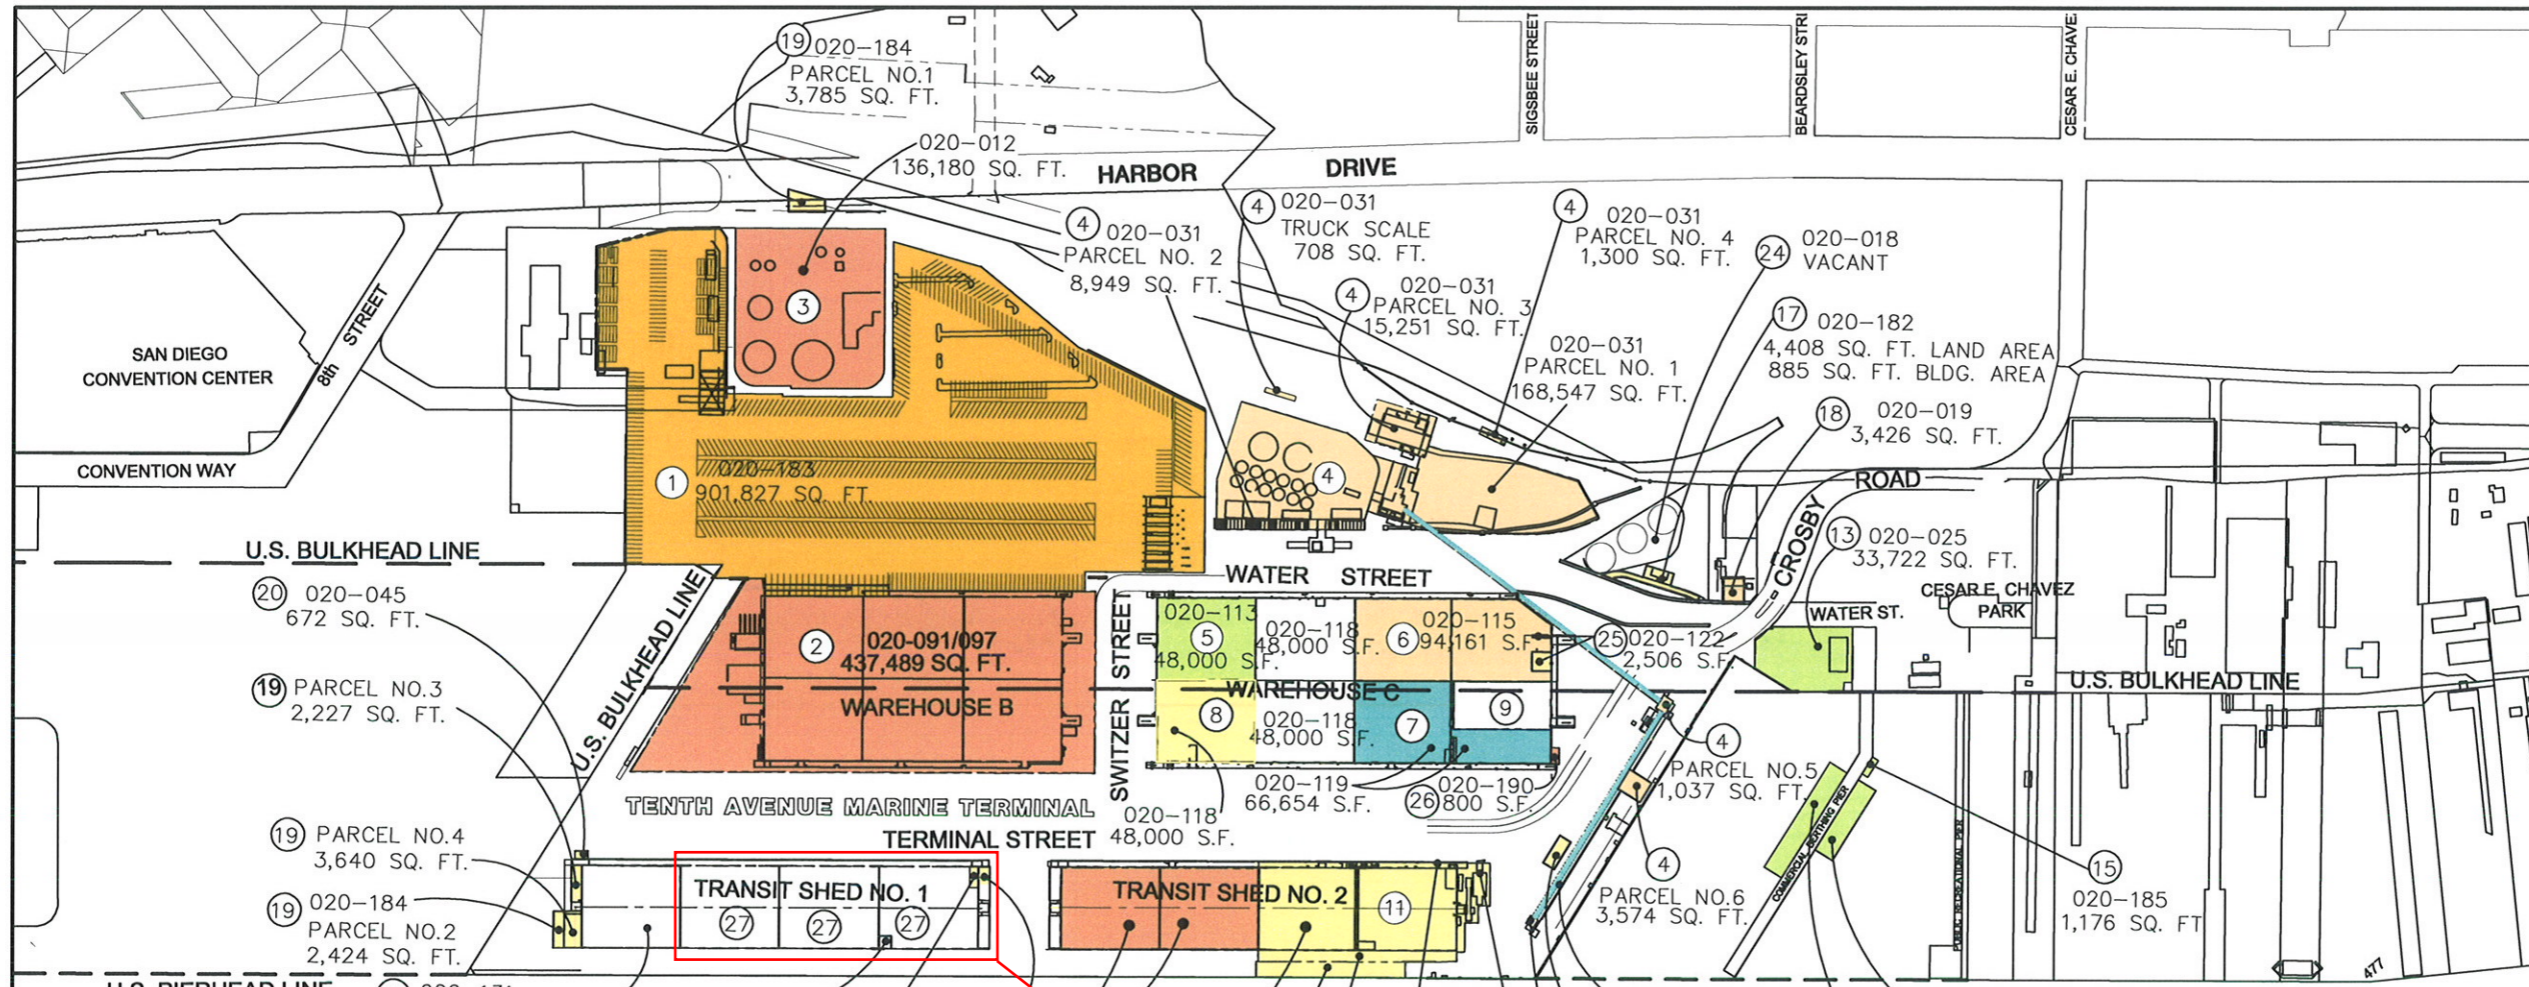 19 020-184
PARCEL NO.1
3,785 SQ. FT.
020-012
136,180 SQ. FT.
HARBOR DRIVE
SIGSBEE STREET
BEARDSLEY STRE
CESAR E. CHAVE
4 020-031
PARCEL NO. 2
8,949 SQ. FT.
4 020-031
TRUCK SCALE
708 SQ. FT.
4 020-031
PARCEL NO. 4
1,300 SQ. FT.
24 020-018
VACANT
4 020-031
PARCEL NO. 3
15,251 SQ. FT.
17 020-182
4,408 SQ. FT. LAND AREA
885 SQ. FT. BLDG. AREA
020-031
PARCEL NO. 1
168,547 SQ. FT.
18 020-019
3,426 SQ. FT.
3
SAN DIEGO
CONVENTION CENTER
8th STREET
CONVENTION WAY
1
020-183
901,827 SQ. FT.
4
ROAD
CROSBY
13 020-025
33,722 SQ. FT.
U.S. BULKHEAD LINE
WATER STREET
CESAR E. CHAVEZ
PARK
WATER ST.
20 020-045
672 SQ. FT.
U.S. BULKHEAD LINE
2
020-091/097
437,489 SQ. FT.
WAREHOUSE B
SWITZER STREET
020-113
5
48,000 S.F.
020-118
48,000 S.F.
6 020-115
94,161 S.F.
25 020-122
2,506 S.F.
19 PARCEL NO.3
2,227 SQ. FT.
WAREHOUSE C
U.S. BULKHEAD LINE
8
020-118
48,000 S.F.
7
9
4
PARCEL NO.5
1,037 SQ. FT.
020-119
66,654 S.F.
020-190
26 800 S.F.
TENTH AVENUE MARINE TERMINAL
020-118
48,000 S.F.
TERMINAL STREET
19 PARCEL NO.4
3,640 SQ. FT.
4
PARCEL NO.6
3,574 SQ. FT.
COMMERCIAL BERTHING PIER
PUBLIC RECREATIONAL PIER
15
020-185
1,176 SQ. FT
19 020-184
PARCEL NO.2
2,424 SQ. FT.
TRANSIT SHED NO. 1
27 27 27
TRANSIT SHED NO. 2
11
477
U.S. PIERHEAD LINE